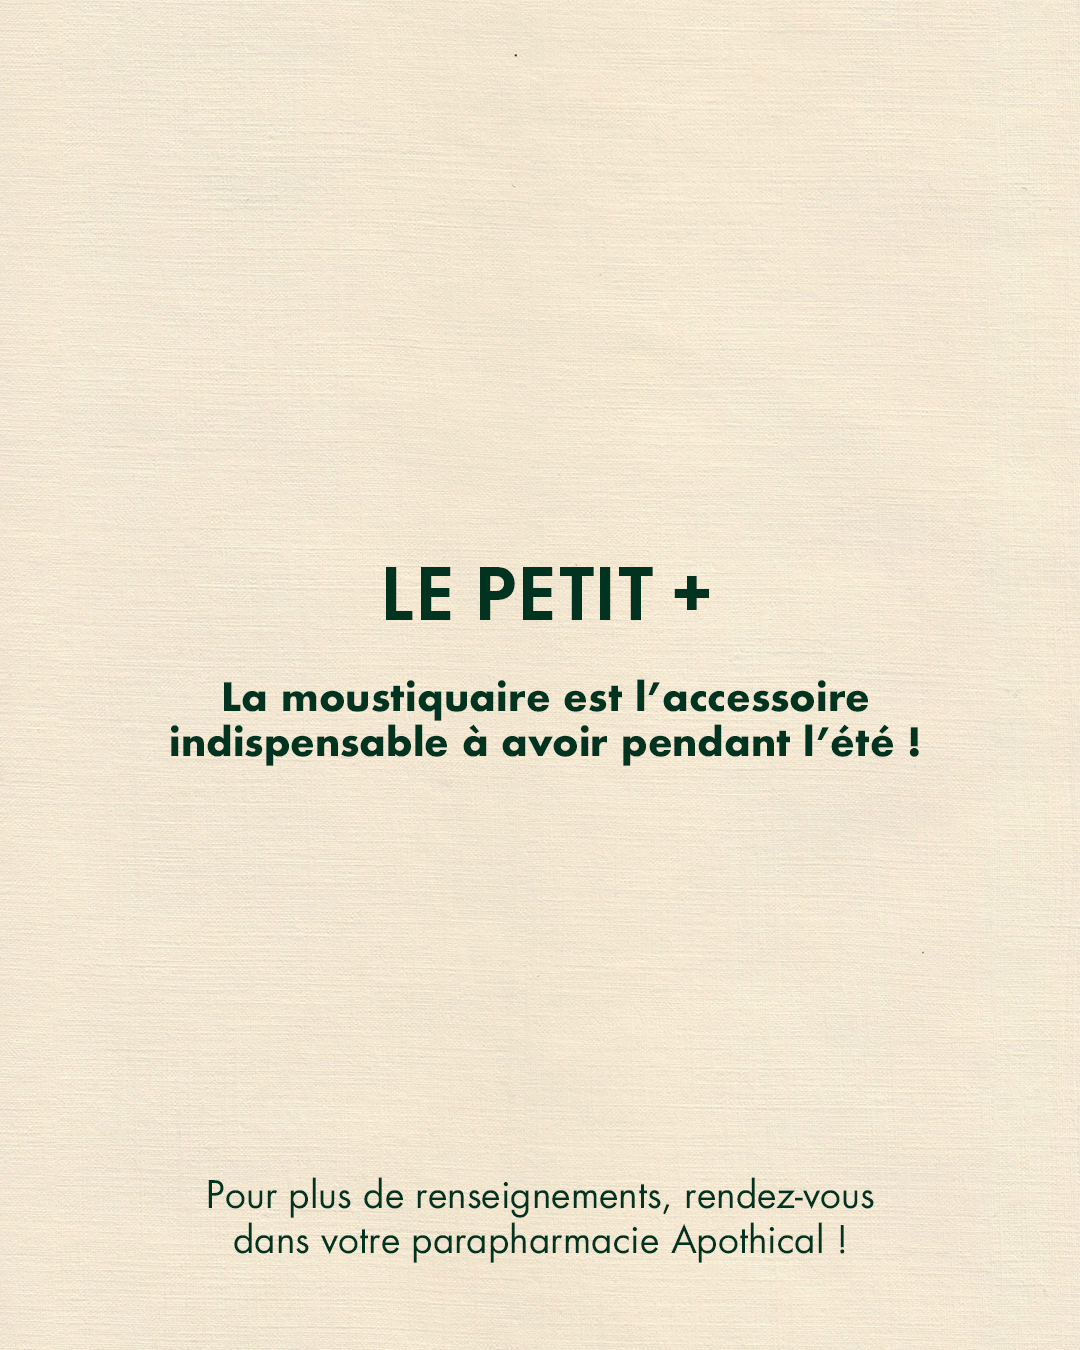 LE PETIT +
La moustiquaire est l’accessoire
indispensable à avoir pendant l’été !
Pour plus de renseignements, rendez-vous
dans votre parapharmacie Apothical !